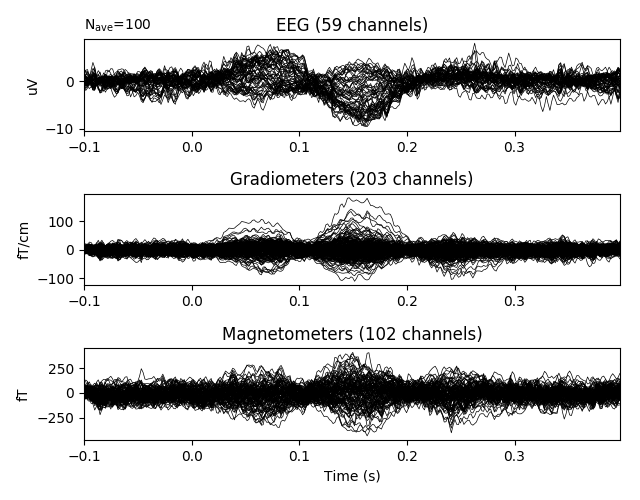 N_ave=100
EEG (59 channels)
uV
0
−10
−0.1 0.0 0.1 0.2 0.3
Gradiometers (203 channels)
fT/cm
100
0
−100
−0.1 0.0 0.1 0.2 0.3
Magnetometers (102 channels)
fT
250
0
−250
−0.1 0.0 0.1 0.2 0.3
Time (s)